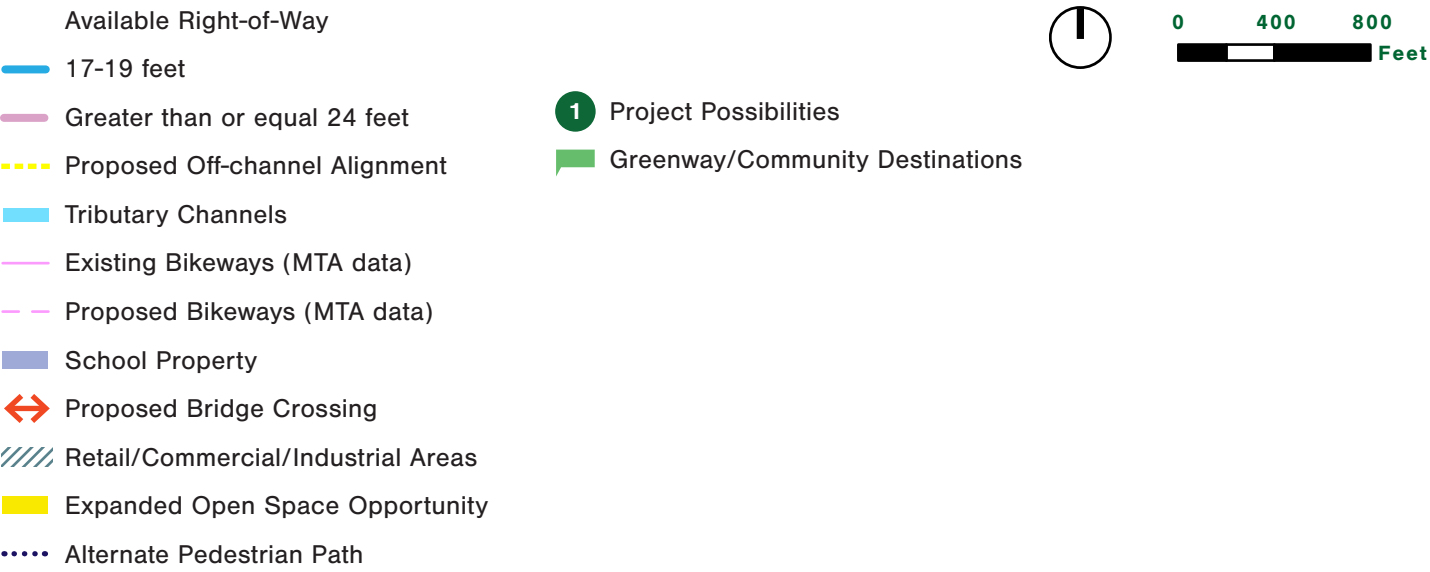 Available Right-of-Way
17-19 feet
Greater than or equal 24 feet
Proposed Off-channel Alignment
Tributary Channels
Existing Bikeways (MTA data)
Proposed Bikeways (MTA data)
School Property
Proposed Bridge Crossing
Retail/Commercial/Industrial Areas
Expanded Open Space Opportunity
Alternate Pedestrian Path
1 Project Possibilities
Greenway/Community Destinations
0 400 800
Feet